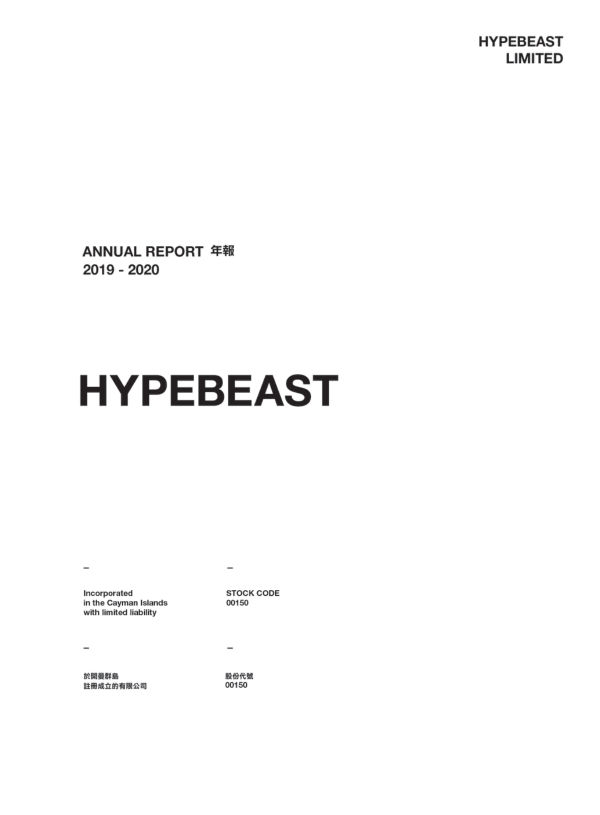 HYPEBEAST
LIMITED
ANNUAL REPORT 年報
2019 - 2020
HYPEBEAST
–
–
Incorporated
in the Cayman Islands
with limited liability
STOCK CODE
00150
–
–
於開曼群島
註冊成立的有限公司
股份代號
00150